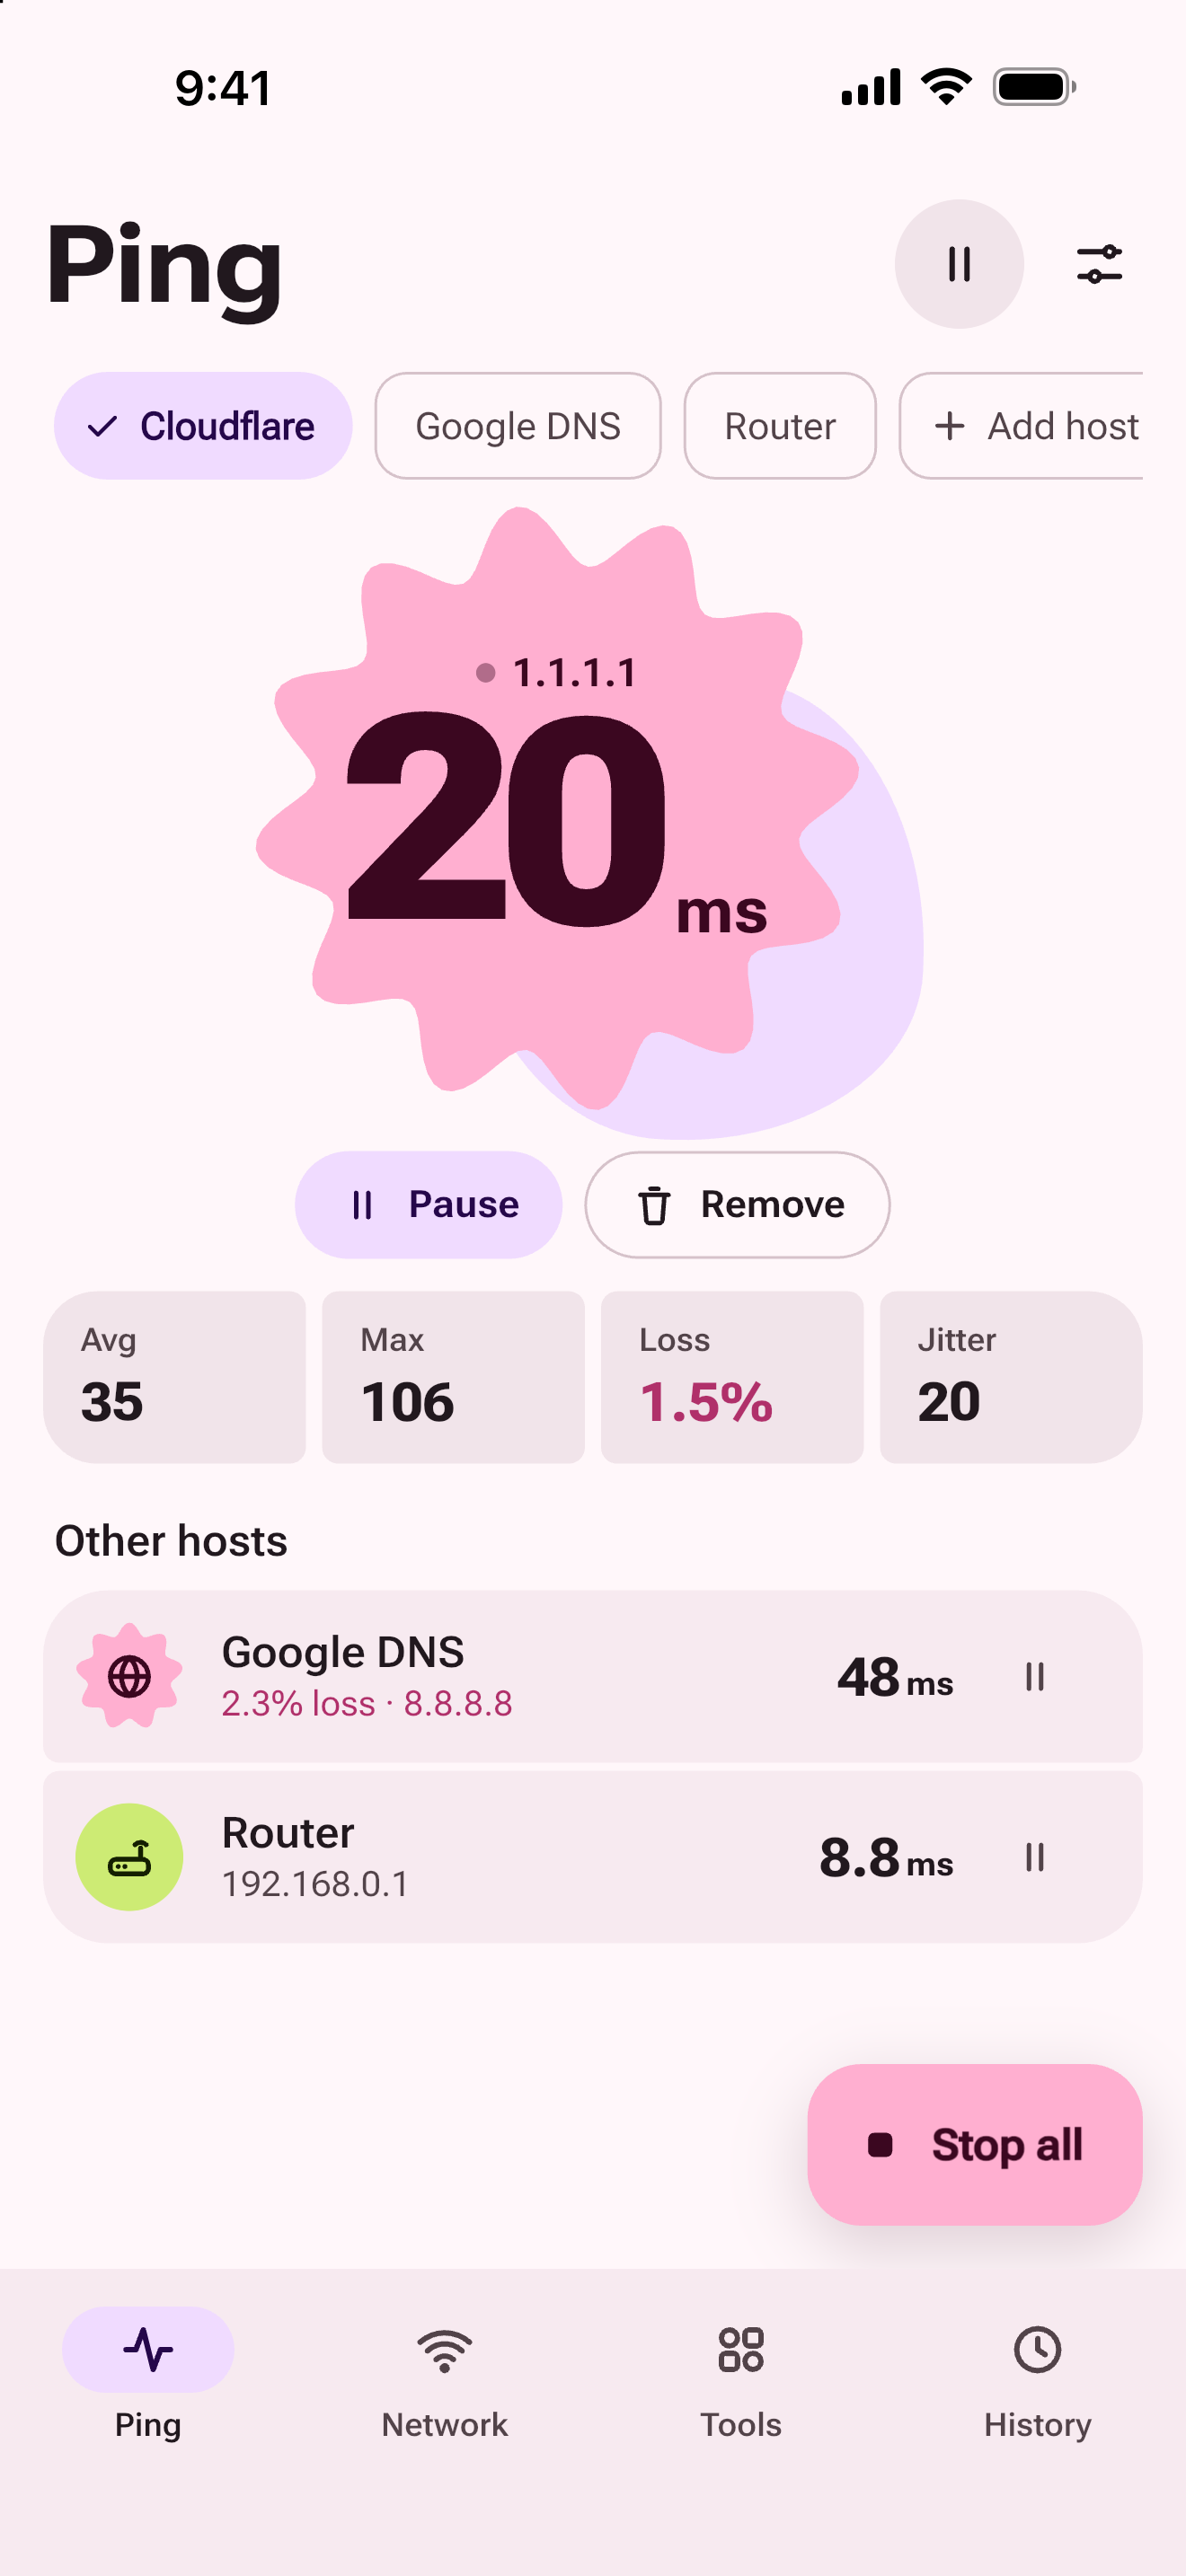 9:41
Ping
Cloudflare
Google DNS
Router
Add host
1.1.1.1
20 ms
Pause
Remove
Avg
Max
Loss
Jitter
35
106
1.5%
20
Other hosts
Google DNS
2.3% loss · 8.8.8.8
48 ms
Router
192.168.0.1
8.8 ms
Stop all
Ping
Network
Tools
History